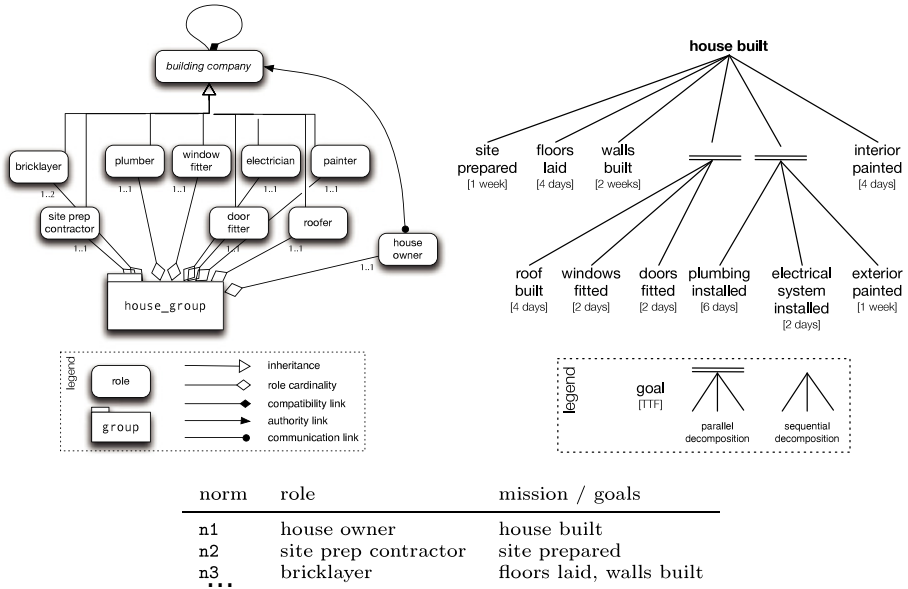 building company
bricklayer
1..2
plumber
1..1
window
fitter
1..1
electrician
1..1
painter
1..1
site prep
contractor
1..1
door
fitter
1..1
roofer
1..1
house
owner
1..1
house_group
legend
role
group
inheritance
role cardinality
compatibility link
authority link
communication link
house built
site
prepared
[1 week]
floors
laid
[4 days]
walls
built
[2 weeks]
interior
painted
[4 days]
roof
built
[4 days]
windows
fitted
[2 days]
doors
fitted
[2 days]
plumbing
installed
[6 days]
electrical
system
installed
[2 days]
exterior
painted
[1 week]
legend
goal
[TTF]
parallel
decomposition
sequential
decomposition
norm role mission / goals
n1 house owner house built
n2 site prep contractor site prepared
n3 bricklayer floors laid, walls built
...